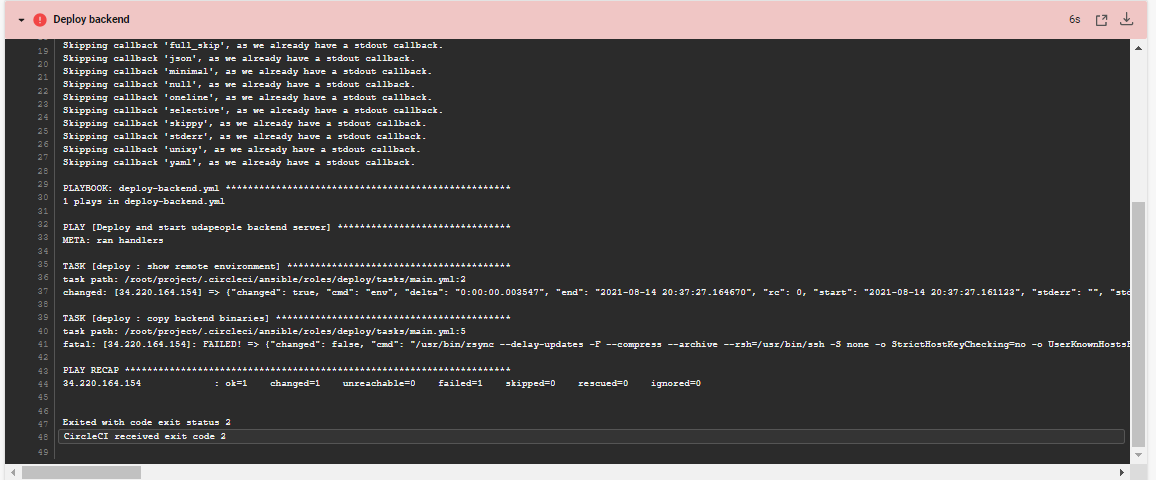 Deploy backend
6s
19 Skipping callback 'full_skip', as we already have a stdout callback.
20 Skipping callback 'json', as we already have a stdout callback.
21 Skipping callback 'minimal', as we already have a stdout callback.
22 Skipping callback 'null', as we already have a stdout callback.
23 Skipping callback 'oneline', as we already have a stdout callback.
24 Skipping callback 'selective', as we already have a stdout callback.
25 Skipping callback 'skippy', as we already have a stdout callback.
26 Skipping callback 'stderr', as we already have a stdout callback.
27 Skipping callback 'unixy', as we already have a stdout callback.
28 Skipping callback 'yaml', as we already have a stdout callback.
29
30 PLAYBOOK: deploy-backend.yml ***************************************************
31 1 plays in deploy-backend.yml
32
33 PLAY [Deploy and start udapeople backend server] *******************************
34 META: ran handlers
35
36 TASK [deploy : show remote environment] ****************************************
37 task path: /root/project/.circleci/ansible/roles/deploy/tasks/main.yml:2
38 changed: [34.220.164.154] => {"changed": true, "cmd": "env", "delta": "0:00:00.003547", "end": "2021-08-14 20:37:27.164670", "rc": 0, "start": "2021-08-14 20:37:27.161123", "stderr": "", "std
39
40 TASK [deploy : copy backend binaries] ******************************************
41 task path: /root/project/.circleci/ansible/roles/deploy/tasks/main.yml:5
42 fatal: [34.220.164.154]: FAILED! => {"changed": false, "cmd": "/usr/bin/rsync --delay-updates -F --compress --archive --rsh=/usr/bin/ssh -S none -o StrictHostKeyChecking=no -o UserKnownHostsF
43
44 PLAY RECAP *********************************************************************
45 34.220.164.154 : ok=1 changed=1 unreachable=0 failed=1 skipped=0 rescued=0 ignored=0
46
47
Exited with code exit status 2
48 CircleCI received exit code 2
49